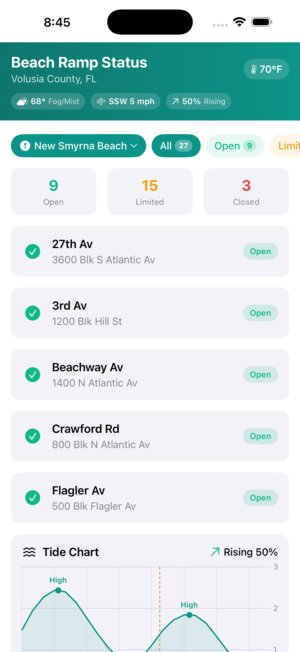 8:45
Beach Ramp Status
Volusia County, FL
70°F
68° Fog/Mist
SSW 5 mph
50% Rising
New Smyrna Beach
All 27
Open 9
Limit
9
Open
15
Limited
3
Closed
27th Av
3600 Blk S Atlantic Av
Open
3rd Av
1200 Blk Hill St
Open
Beachway Av
1400 N Atlantic Av
Open
Crawford Rd
800 Blk N Atlantic Av
Open
Flagler Av
500 Blk Flagler Av
Open
Tide Chart
Rising 50%
3
High
2
High
1